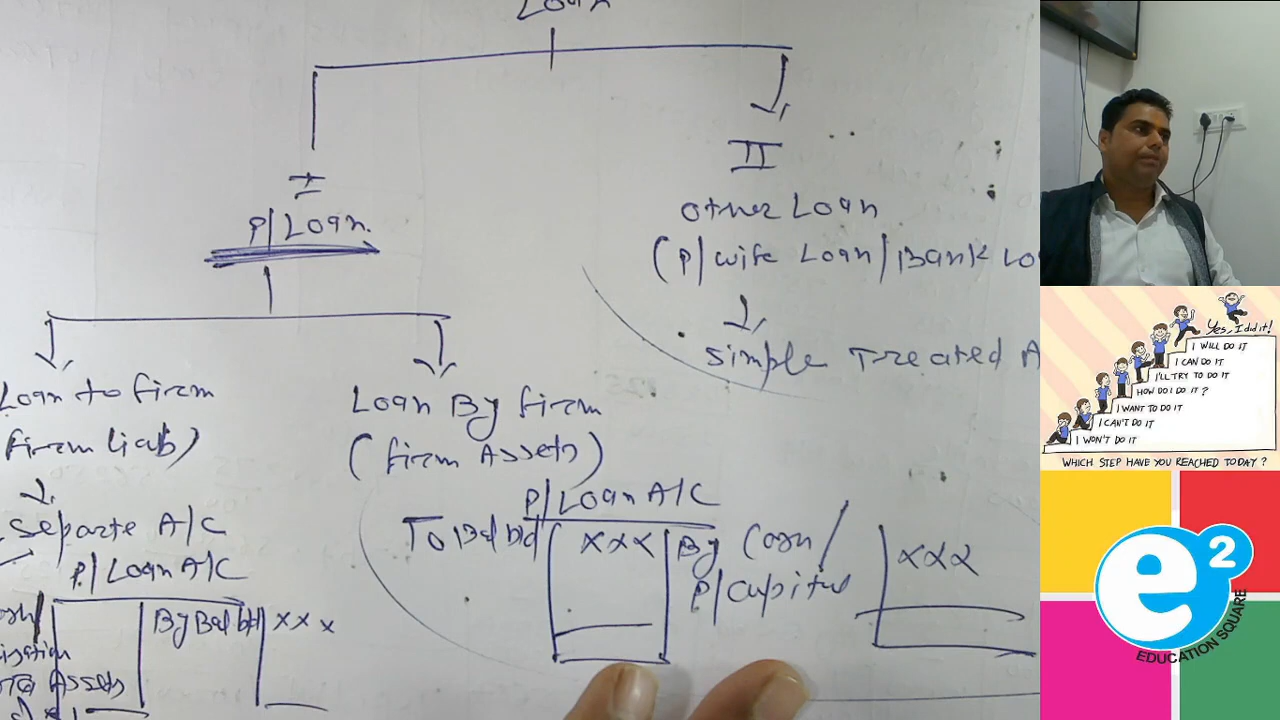 Loan
I
P/Loan.
II
other Loan
(P/wife Loan/Bank Lo
simple Treated A
Loan to firm
firm liab)
separte A/C
P/Loan A/C
By Bal b/d xxx
Assets
Loan By firm
(firm Assets)
P/Loan A/C
To Bal b/d xxx By Cash/ xxx
P/Capital
Yes, I did it!
I WILL DO IT
I CAN DO IT
I'LL TRY TO DO IT
HOW DO I DO IT?
I WANT TO DO IT
I CAN'T DO IT
I WON'T DO IT
WHICH STEP HAVE YOU REACHED TODAY?
e2
EDUCATION SQUARE